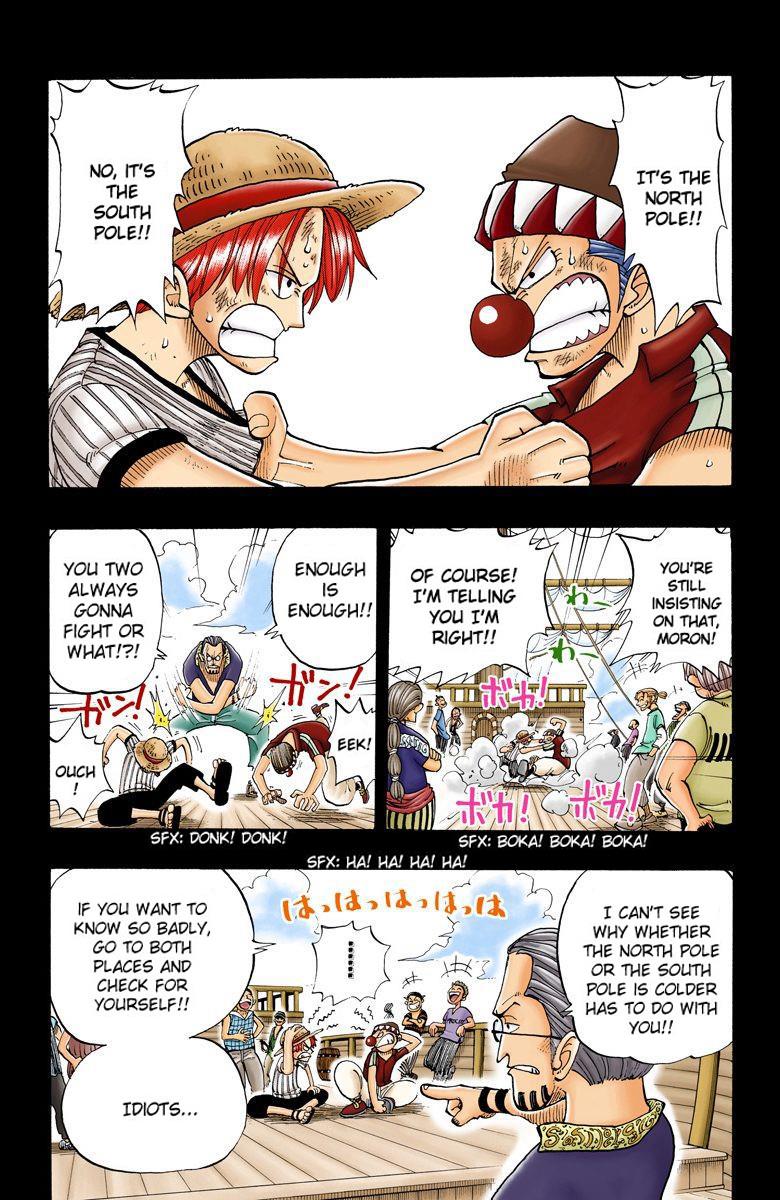 IT'S THE
NORTH
POLE!!
NO, IT'S
THE
SOUTH
POLE!!
YOU'RE
STILL
INSISTING
ON THAT,
MORON!
OF COURSE!
I'M TELLING
YOU I'M
RIGHT!!
わー
わー
ボカ!
ボカ!
ボカ!
SFX: BOKA! BOKA! BOKA!
ENOUGH
IS
ENOUGH!!
YOU TWO
ALWAYS
GONNA
FIGHT OR
WHAT!?!
ガン!
ガン!
EEK!
OUCH
!
SFX: DONK! DONK!
SFX: HA! HA! HA! HA!
I CAN'T SEE
WHY WHETHER
THE NORTH POLE
OR THE SOUTH
POLE IS COLDER
HAS TO DO WITH
YOU!!
はっはっはっはっは
IF YOU WANT TO
KNOW SO BADLY,
GO TO BOTH
PLACES AND
CHECK FOR
YOURSELF!!
IDIOTS...